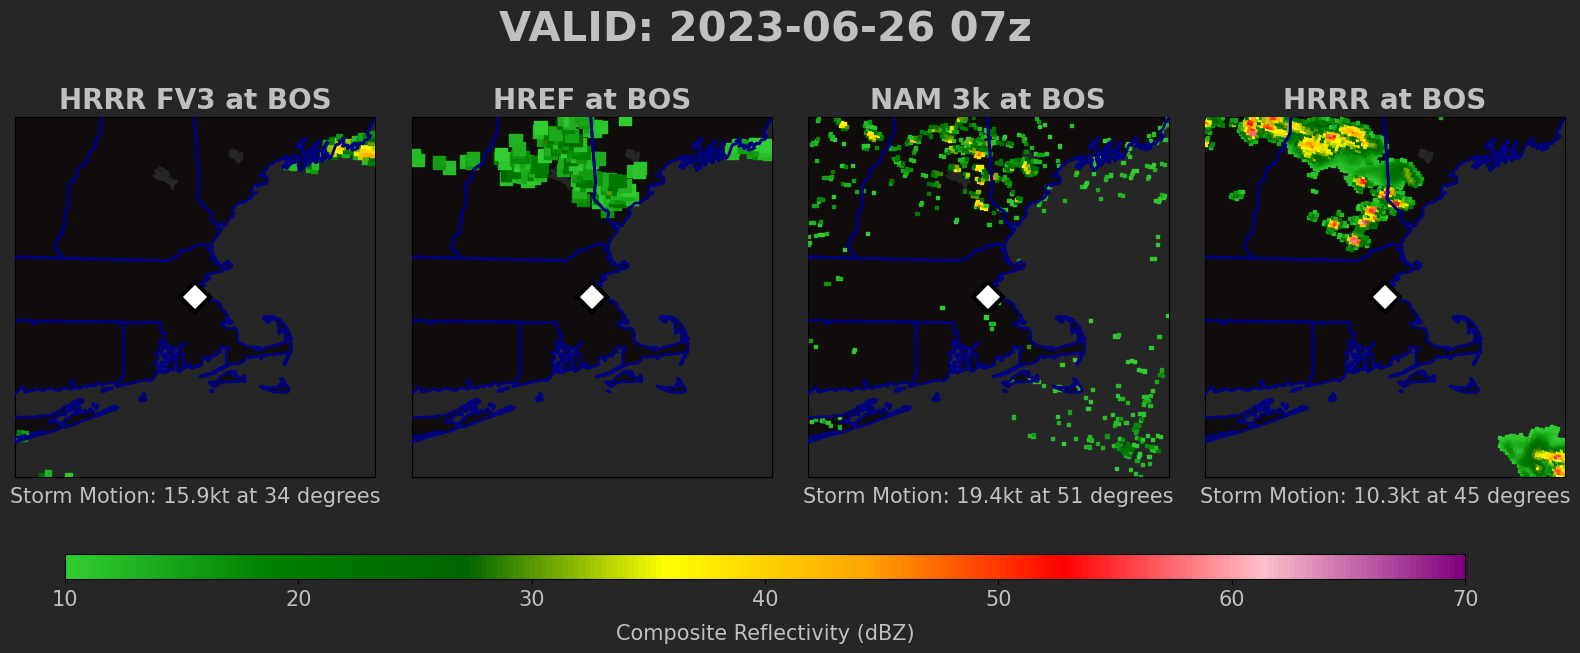 VALID: 2023-06-26 07z
HRRR FV3 at BOS
HREF at BOS
NAM 3k at BOS
HRRR at BOS
Storm Motion: 15.9kt at 34 degrees
Storm Motion: 19.4kt at 51 degrees
Storm Motion: 10.3kt at 45 degrees
10 20 30 40 50 60 70
Composite Reflectivity (dBZ)